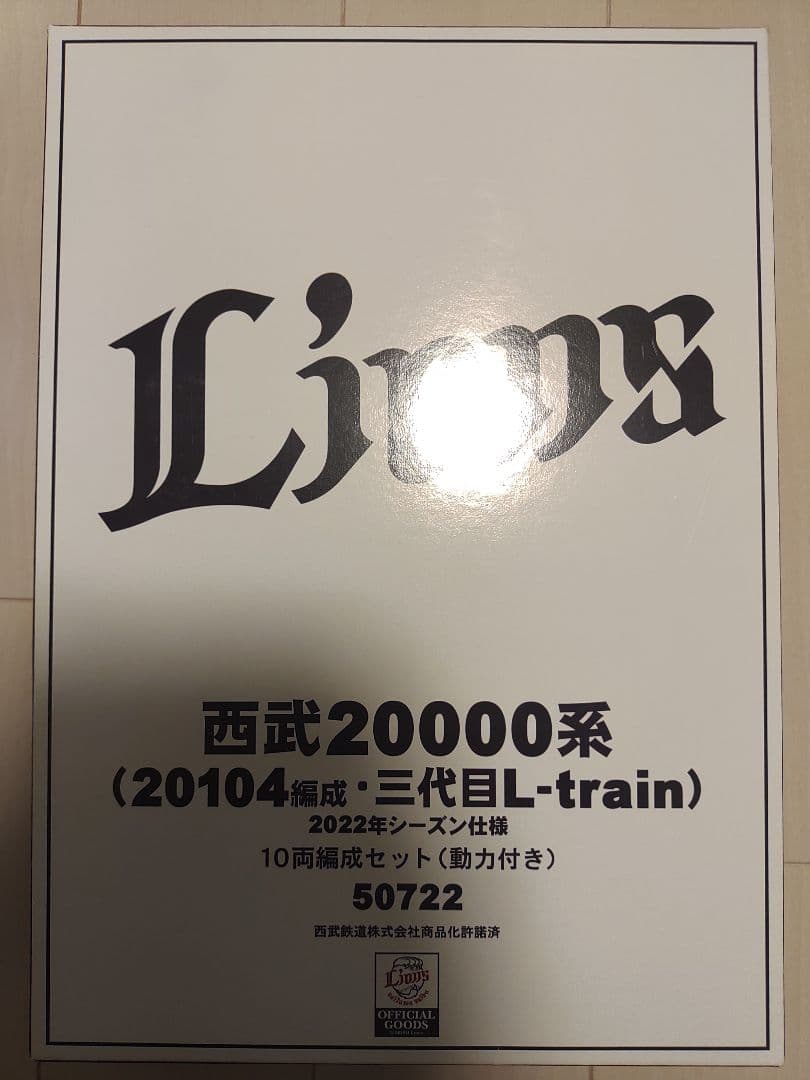 Lions
西武20000系
（20104編成・三代目L-train）
2022年シーズン仕様
10両編成セット（動力付き）
50722
西武鉄道株式会社商品化許諾済
Lions
OFFICIAL
GOODS